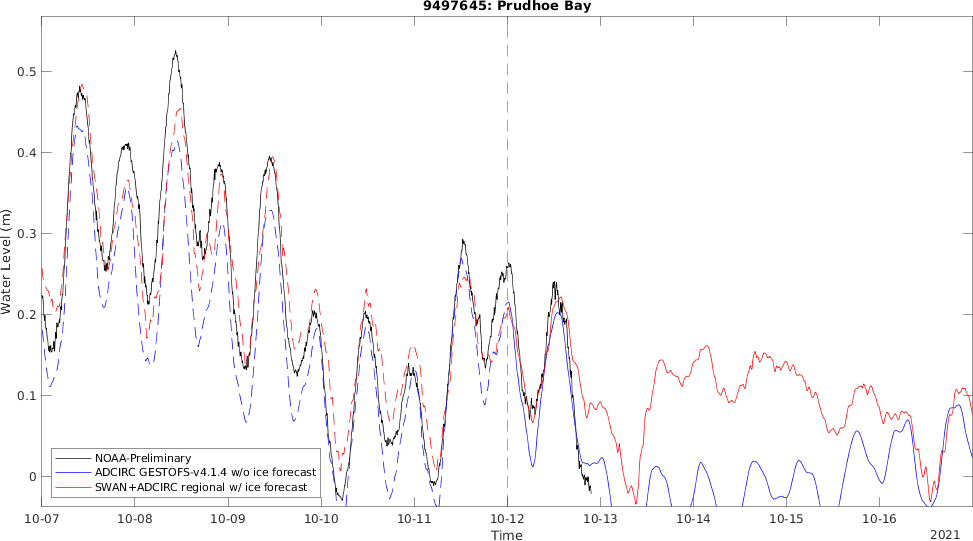 9497645: Prudhoe Bay
0.5
0.4
0.3
0.2
0.1
0
Water Level (m)
NOAA-Preliminary
ADCIRC GESTOFS-v4.1.4 w/o ice forecast
SWAN+ADCIRC regional w/ ice forecast
10-07 10-08 10-09 10-10 10-11 10-12 10-13 10-14 10-15 10-16
Time
2021